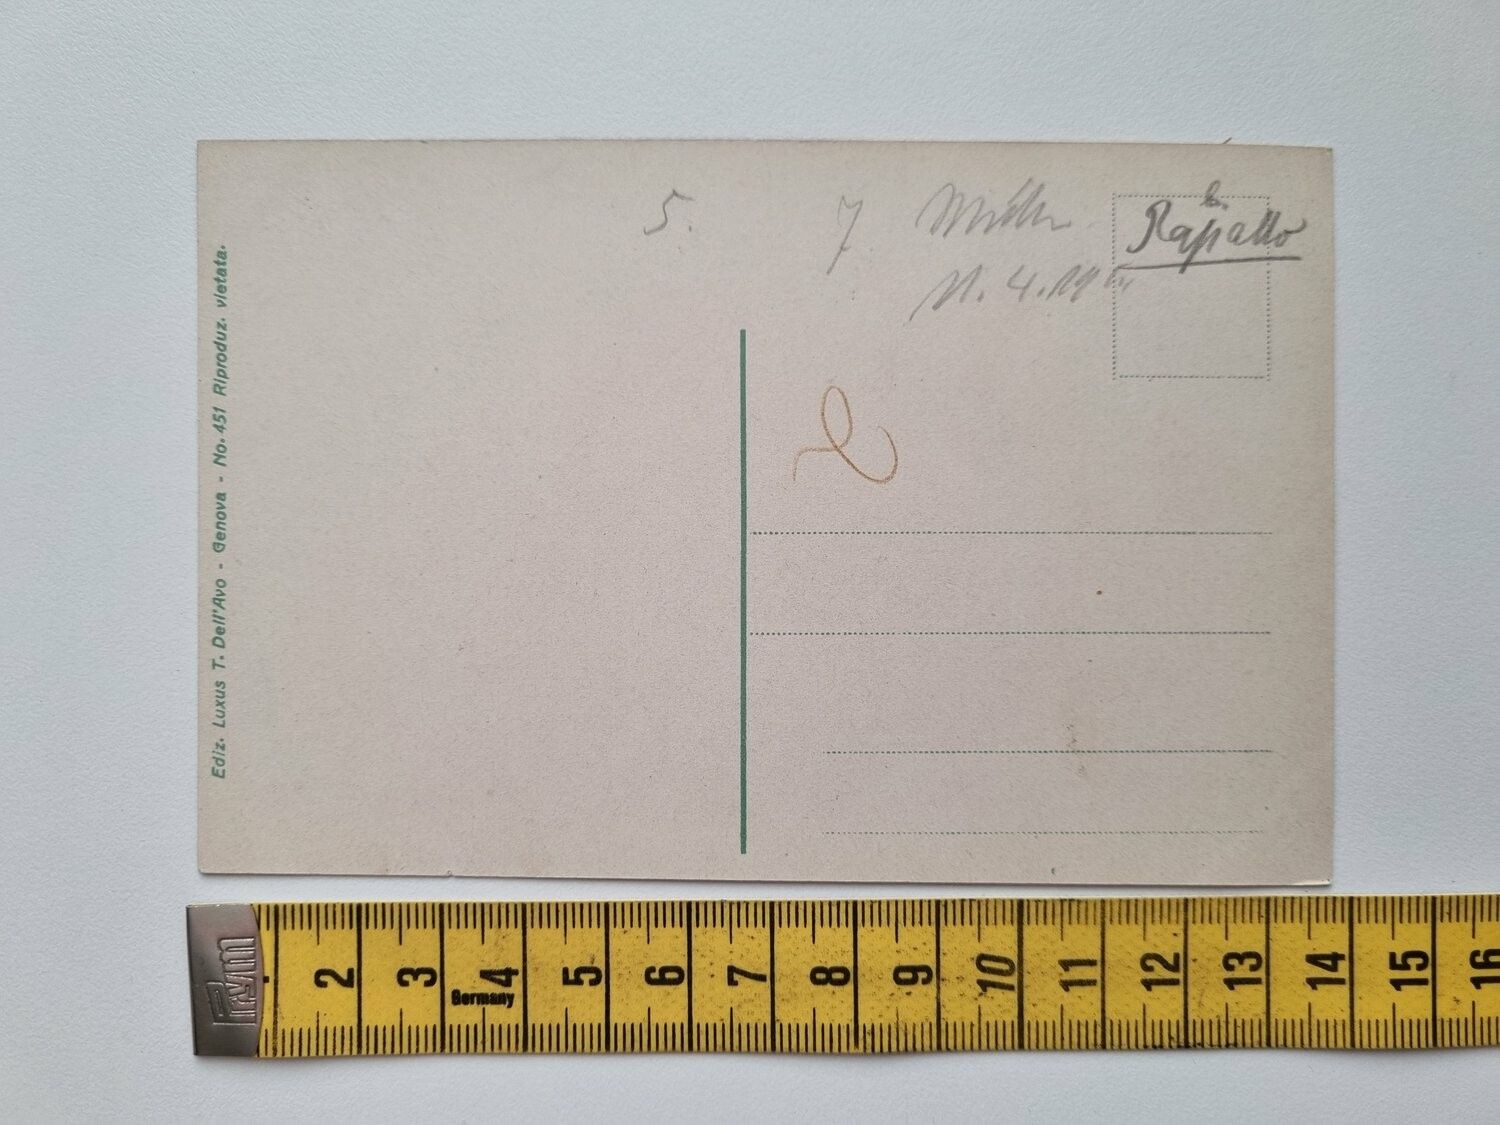 Ediz. Luxus T. Dell'Avo - Genova - No. 451 Riproduz. vietata.
5.
7
b.
Rapallo
Prym
Germany
2 3 4 5 6 7 8 9 10 11 12 13 14 15 16